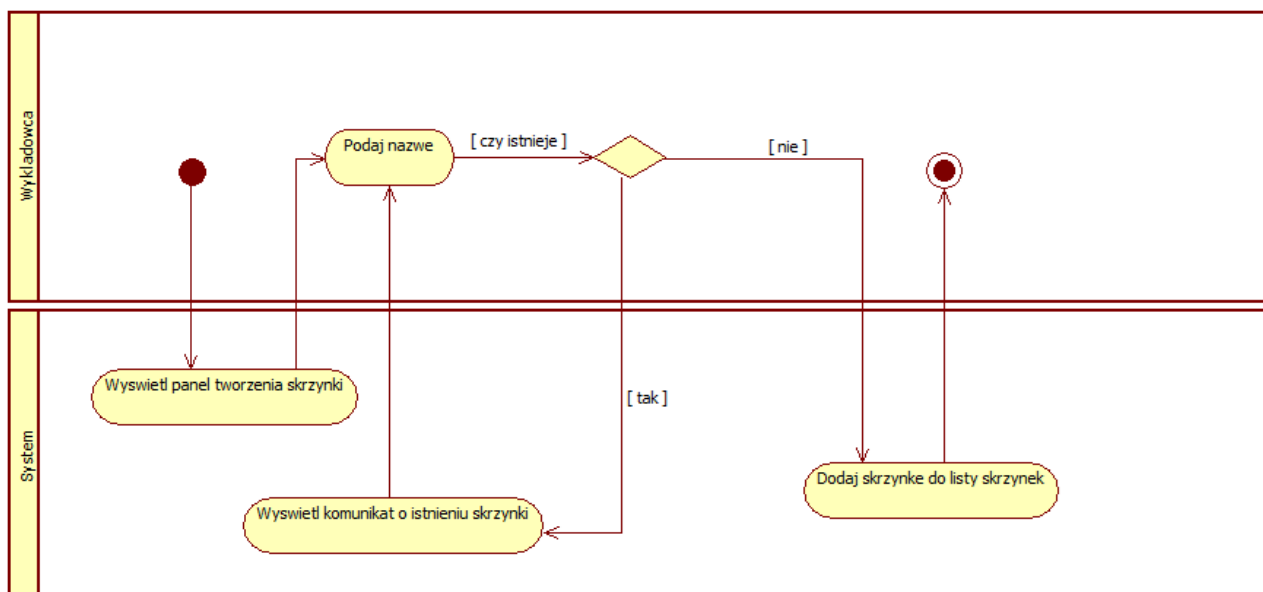 Wykladowca
Podaj nazwe
[ czy istnieje ]
[ nie ]
System
Wyswietl panel tworzenia skrzynki
[ tak ]
Dodaj skrzynke do listy skrzynek
Wyswietl komunikat o istnieniu skrzynki